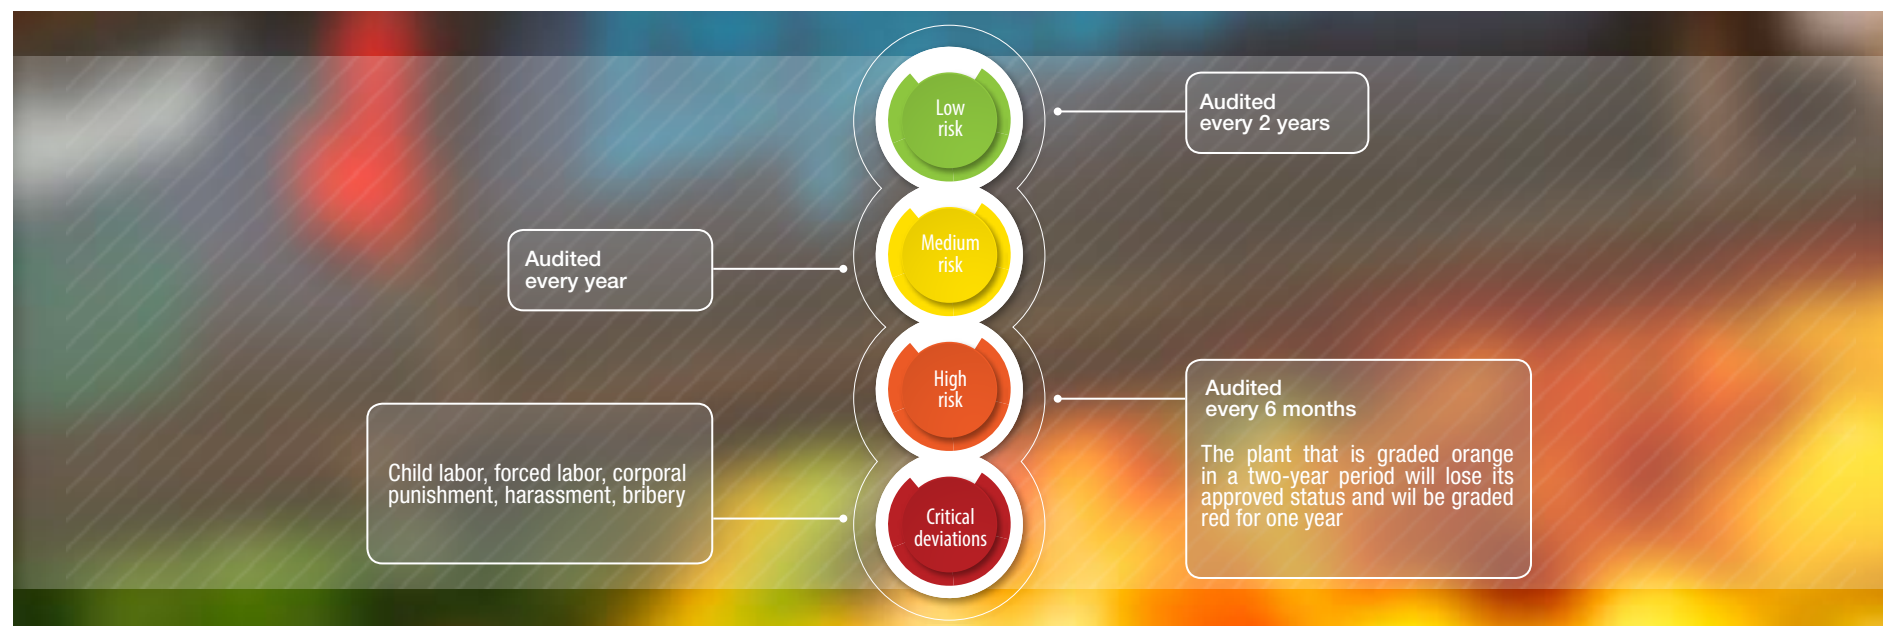 Low
risk
Audited
every 2 years
Medium
risk
Audited
every year
High
risk
Audited
every 6 months
The plant that is graded orange
in a two-year period will lose its
approved status and wil be graded
red for one year
Child labor, forced labor, corporal
punishment, harassment, bribery
Critical
deviations